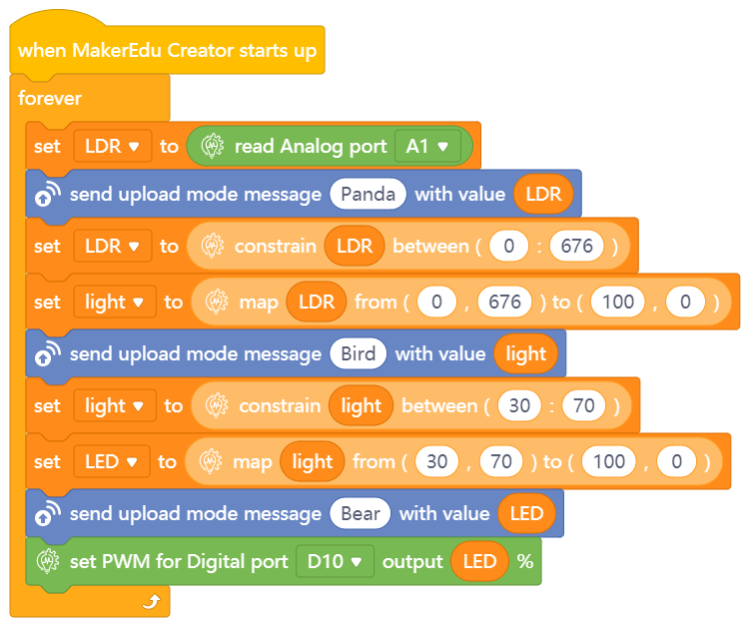 when MakerEdu Creator starts up
forever
set LDR to read Analog port A1
send upload mode message Panda with value LDR
set LDR to constrain LDR between ( 0 : 676 )
set light to map LDR from ( 0 , 676 ) to ( 100 , 0 )
send upload mode message Bird with value light
set light to constrain light between ( 30 : 70 )
set LED to map light from ( 30 , 70 ) to ( 100 , 0 )
send upload mode message Bear with value LED
set PWM for Digital port D10 output LED %